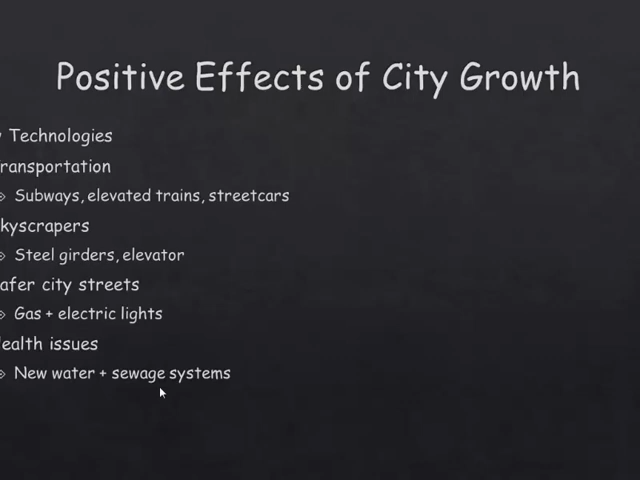 Positive Effects of City Growth
Technologies
ransportation
Subways, elevated trains, streetcars
kyscrapers
Steel girders, elevator
afer city streets
Gas + electric lights
ealth issues
New water + sewage systems